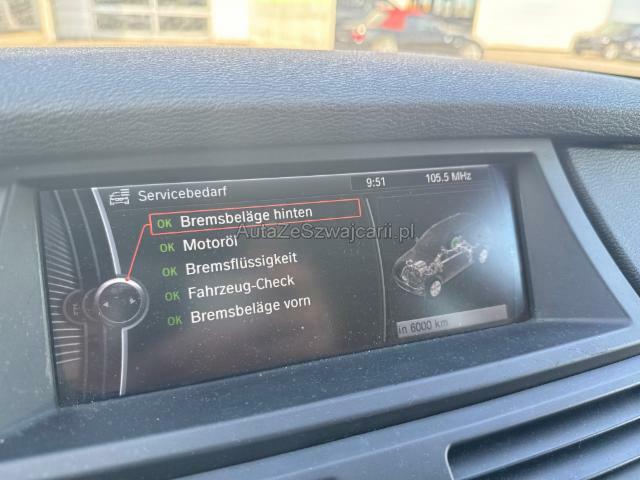 Servicebedarf
9:51
105.5 MHz
OK Bremsbeläge hinten
AutaZeSzwajcarii.pl
OK Motoröl
OK Bremsflüssigkeit
OK Fahrzeug-Check
OK Bremsbeläge vorn
in 6000 km